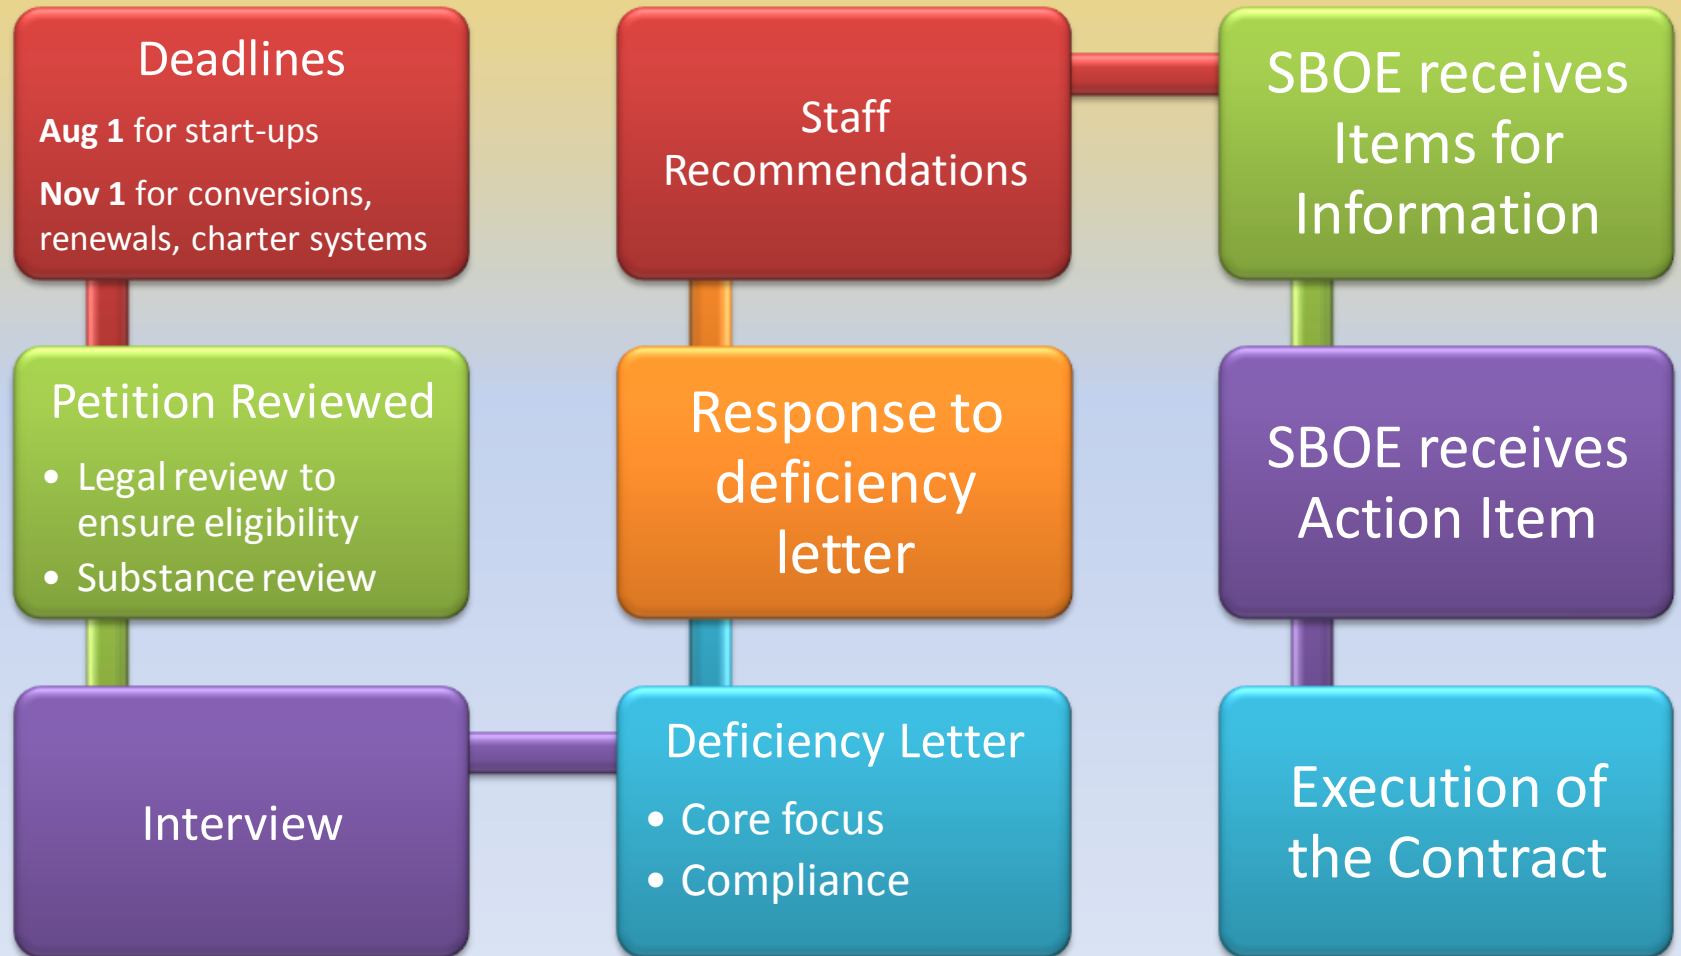 Deadlines
Aug 1 for start-ups
Nov 1 for conversions,
renewals, charter systems
Petition Reviewed
• Legal review to
ensure eligibility
• Substance review
Interview
Deficiency Letter
• Core focus
• Compliance
Response to
deficiency
letter
Staff
Recommendations
SBOE receives
Items for
Information
SBOE receives
Action Item
Execution of
the Contract